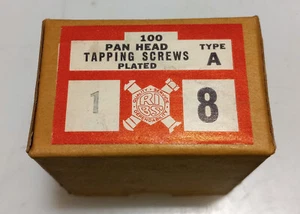 100
PAN HEAD
TAPPING SCREWS
PLATED
TYPE
A
1
8